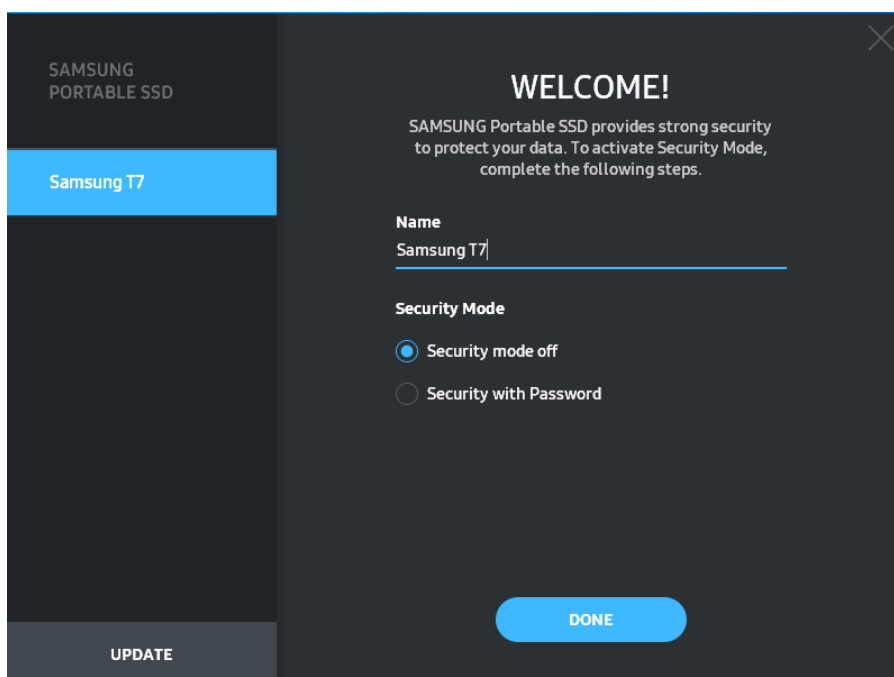 SAMSUNG
PORTABLE SSD
Samsung T7
UPDATE
WELCOME!
SAMSUNG Portable SSD provides strong security
to protect your data. To activate Security Mode,
complete the following steps.
Name
Samsung T7
Security Mode
Security mode off
Security with Password
DONE